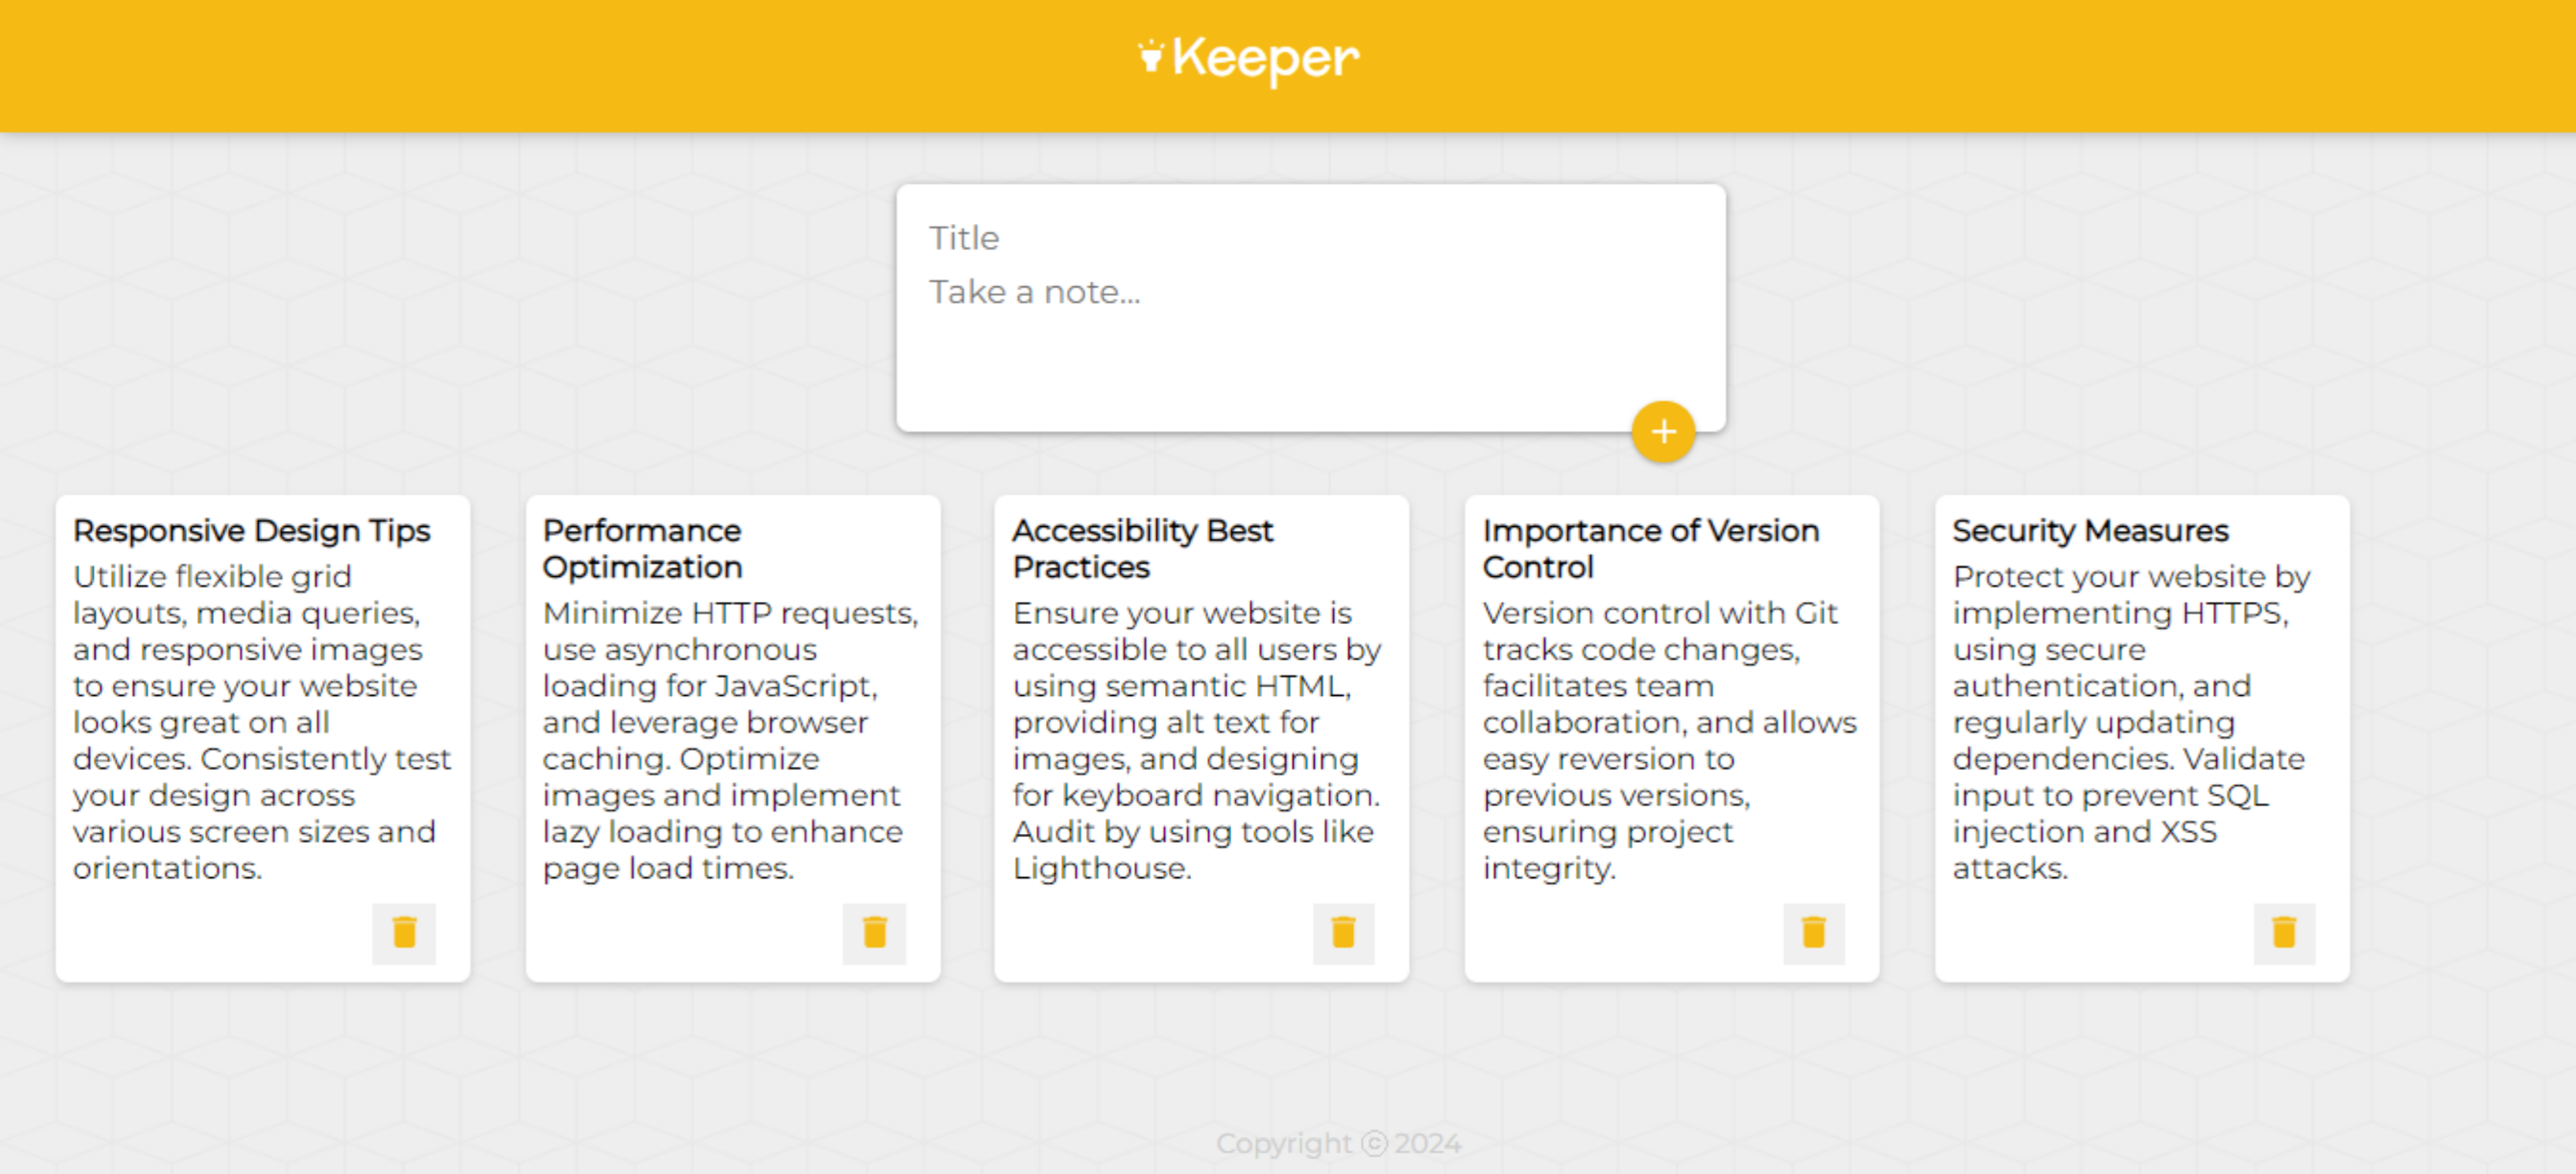 Keeper
Title
Take a note...
Responsive Design Tips
Utilize flexible grid
layouts, media queries,
and responsive images
to ensure your website
looks great on all
devices. Consistently test
your design across
various screen sizes and
orientations.
Performance
Optimization
Minimize HTTP requests,
use asynchronous
loading for JavaScript,
and leverage browser
caching. Optimize
images and implement
lazy loading to enhance
page load times.
Accessibility Best
Practices
Ensure your website is
accessible to all users by
using semantic HTML,
providing alt text for
images, and designing
for keyboard navigation.
Audit by using tools like
Lighthouse.
Importance of Version
Control
Version control with Git
tracks code changes,
facilitates team
collaboration, and allows
easy reversion to
previous versions,
ensuring project
integrity.
Security Measures
Protect your website by
implementing HTTPS,
using secure
authentication, and
regularly updating
dependencies. Validate
input to prevent SQL
injection and XSS
attacks.
Copyright ⓒ 2024